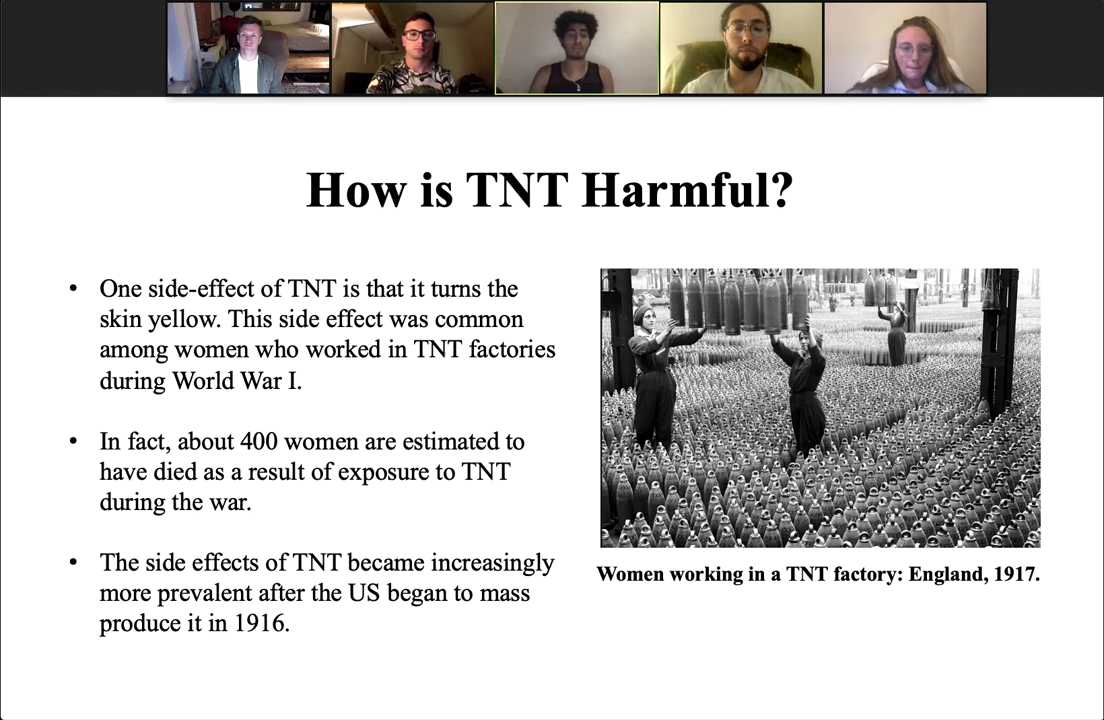 How is TNT Harmful?
• One side-effect of TNT is that it turns the
skin yellow. This side effect was common
among women who worked in TNT factories
during World War I.
• In fact, about 400 women are estimated to
have died as a result of exposure to TNT
during the war.
• The side effects of TNT became increasingly
more prevalent after the US began to mass
produce it in 1916.
Women working in a TNT factory: England, 1917.